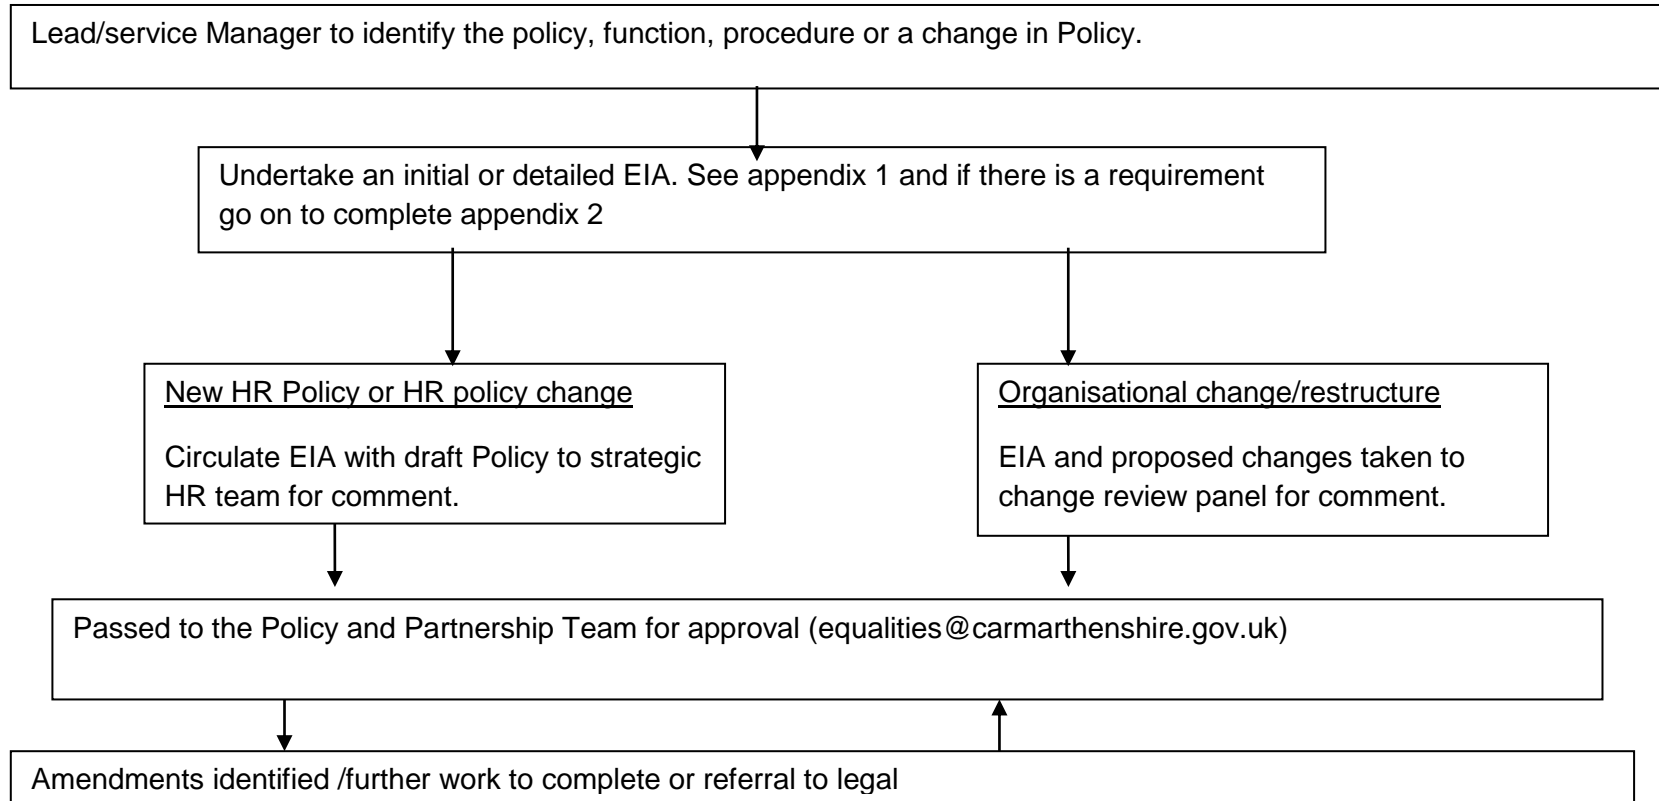 Lead/service Manager to identify the policy, function, procedure or a change in Policy.
Undertake an initial or detailed EIA. See appendix 1 and if there is a requirement
go on to complete appendix 2
New HR Policy or HR policy change
Circulate EIA with draft Policy to strategic
HR team for comment.
Organisational change/restructure
EIA and proposed changes taken to
change review panel for comment.
Passed to the Policy and Partnership Team for approval (equalities@carmarthenshire.gov.uk)
Amendments identified /further work to complete or referral to legal